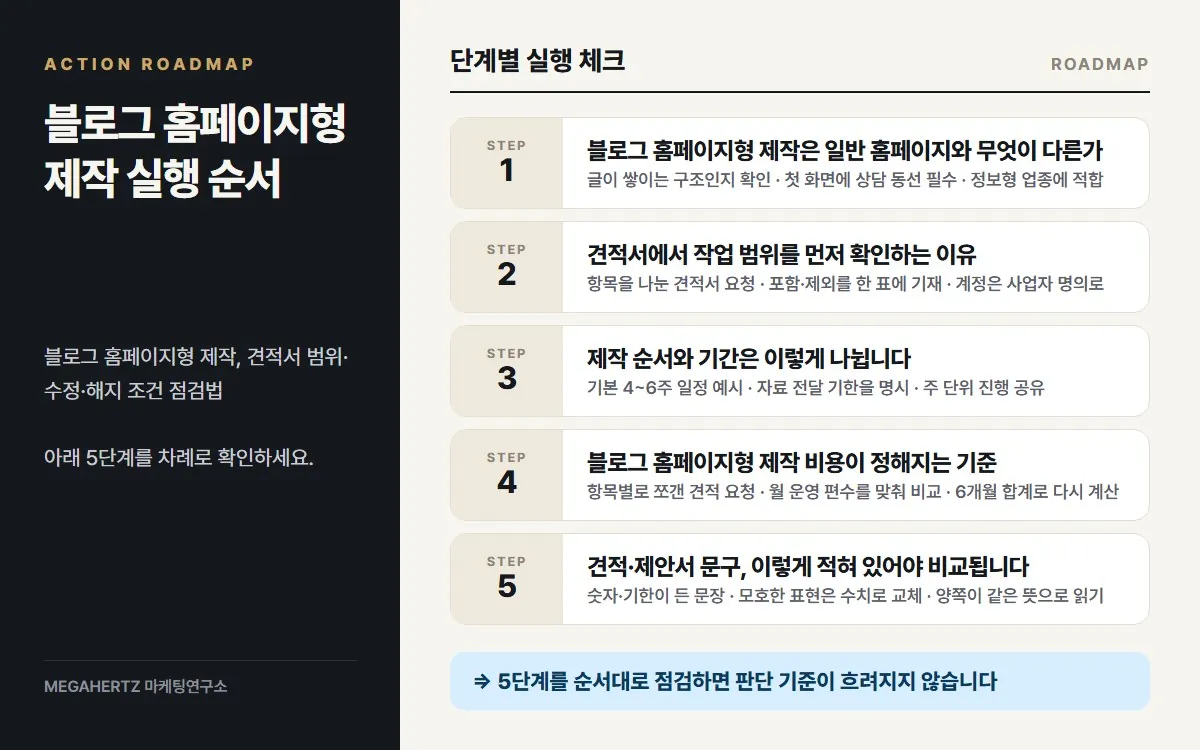 ACTION ROADMAP
블로그 홈페이지형
제작 실행 순서
블로그 홈페이지형 제작, 견적서 범위·
수정·해지 조건 점검법
아래 5단계를 차례로 확인하세요.
MEGAHERTZ 마케팅연구소
단계별 실행 체크
ROADMAP
STEP
1
블로그 홈페이지형 제작은 일반 홈페이지와 무엇이 다른가
글이 쌓이는 구조인지 확인 · 첫 화면에 상담 동선 필수 · 정보형 업종에 적합
STEP
2
견적서에서 작업 범위를 먼저 확인하는 이유
항목을 나눈 견적서 요청 · 포함·제외를 한 표에 기재 · 계정은 사업자 명의로
STEP
3
제작 순서와 기간은 이렇게 나뉩니다
기본 4~6주 일정 예시 · 자료 전달 기한을 명시 · 주 단위 진행 공유
STEP
4
블로그 홈페이지형 제작 비용이 정해지는 기준
항목별로 쪼갠 견적 요청 · 월 운영 편수를 맞춰 비교 · 6개월 합계로 다시 계산
STEP
5
견적·제안서 문구, 이렇게 적혀 있어야 비교됩니다
숫자·기한이 든 문장 · 모호한 표현은 수치로 교체 · 양쪽이 같은 뜻으로 읽기
→ 5단계를 순서대로 점검하면 판단 기준이 흐려지지 않습니다